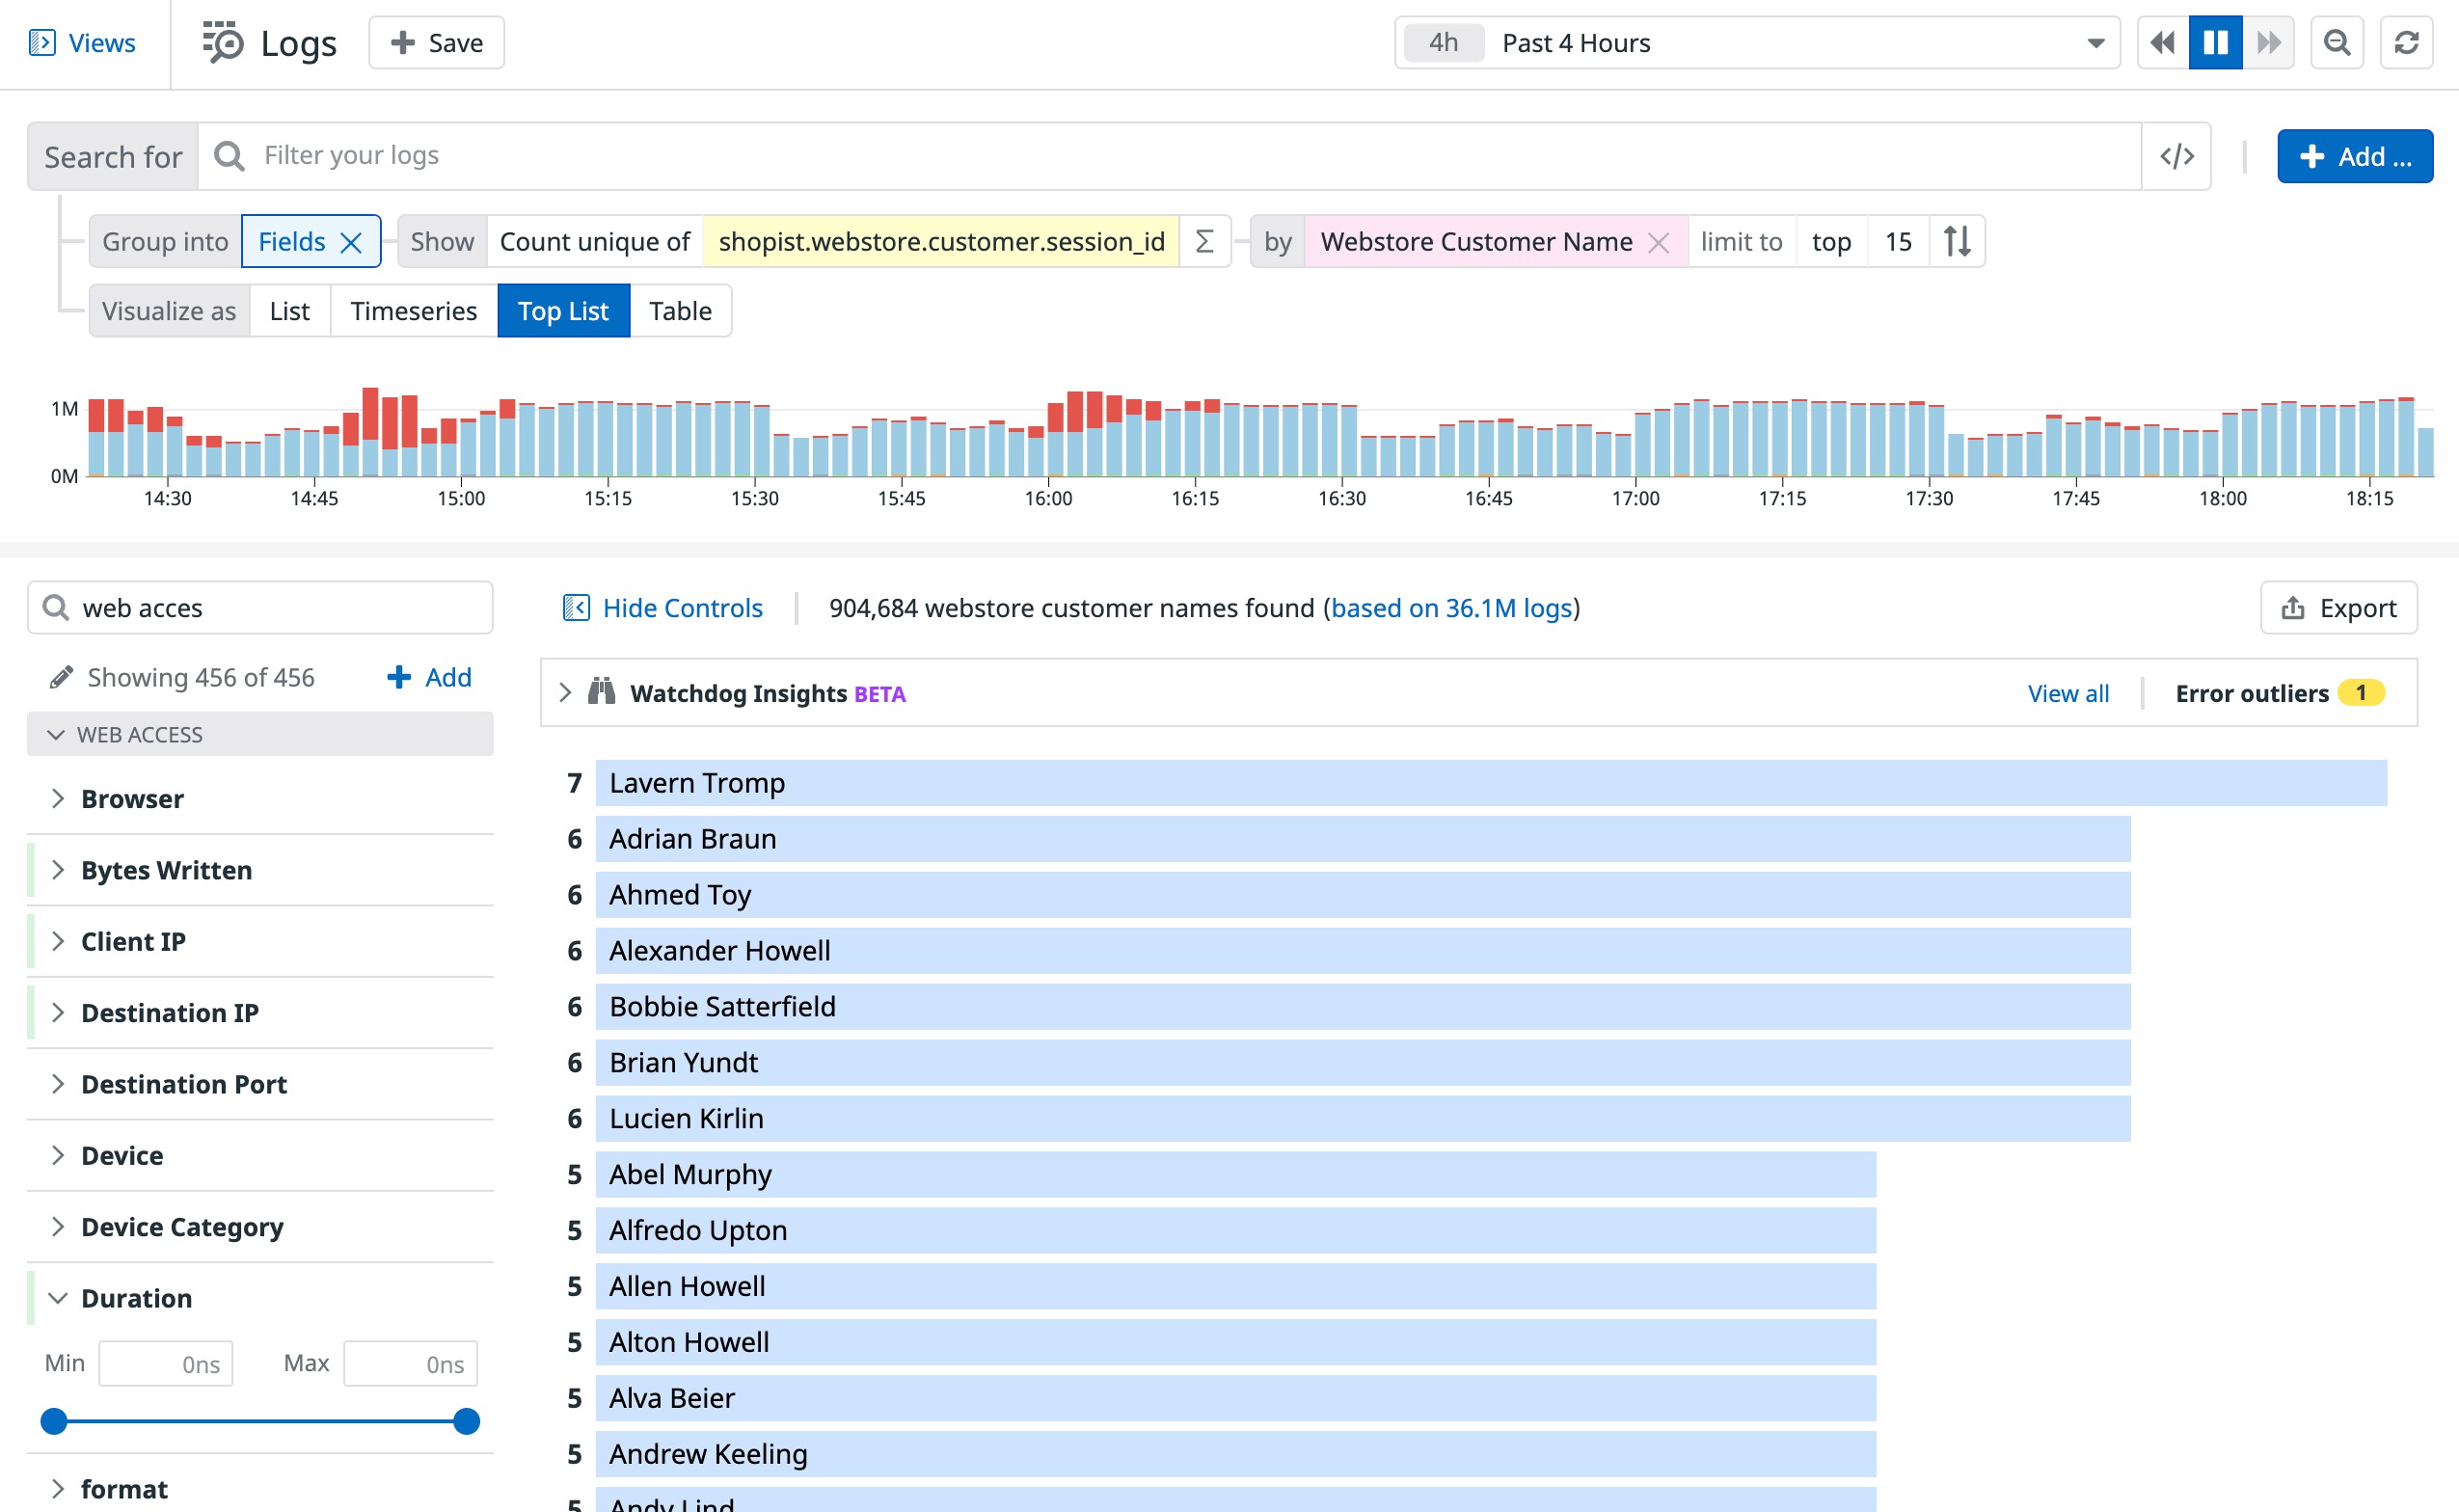 Views
Logs
Save
4h Past 4 Hours
Search for Filter your logs </> Add ...
Group into Fields Show Count unique of shopist.webstore.customer.session_id Σ by Webstore Customer Name limit to top 15
Visualize as List Timeseries Top List Table
1M
0M
14:30 14:45 15:00 15:15 15:30 15:45 16:00 16:15 16:30 16:45 17:00 17:15 17:30 17:45 18:00 18:15
web acces
Showing 456 of 456 Add
WEB ACCESS
Browser
Bytes Written
Client IP
Destination IP
Destination Port
Device
Device Category
Duration
Min 0ns Max 0ns
format
Hide Controls 904,684 webstore customer names found (based on 36.1M logs) Export
Watchdog Insights BETA View all Error outliers 1
7 Lavern Tromp
6 Adrian Braun
6 Ahmed Toy
6 Alexander Howell
6 Bobbie Satterfield
6 Brian Yundt
6 Lucien Kirlin
5 Abel Murphy
5 Alfredo Upton
5 Allen Howell
5 Alton Howell
5 Alva Beier
5 Andrew Keeling
5 Andy Lind